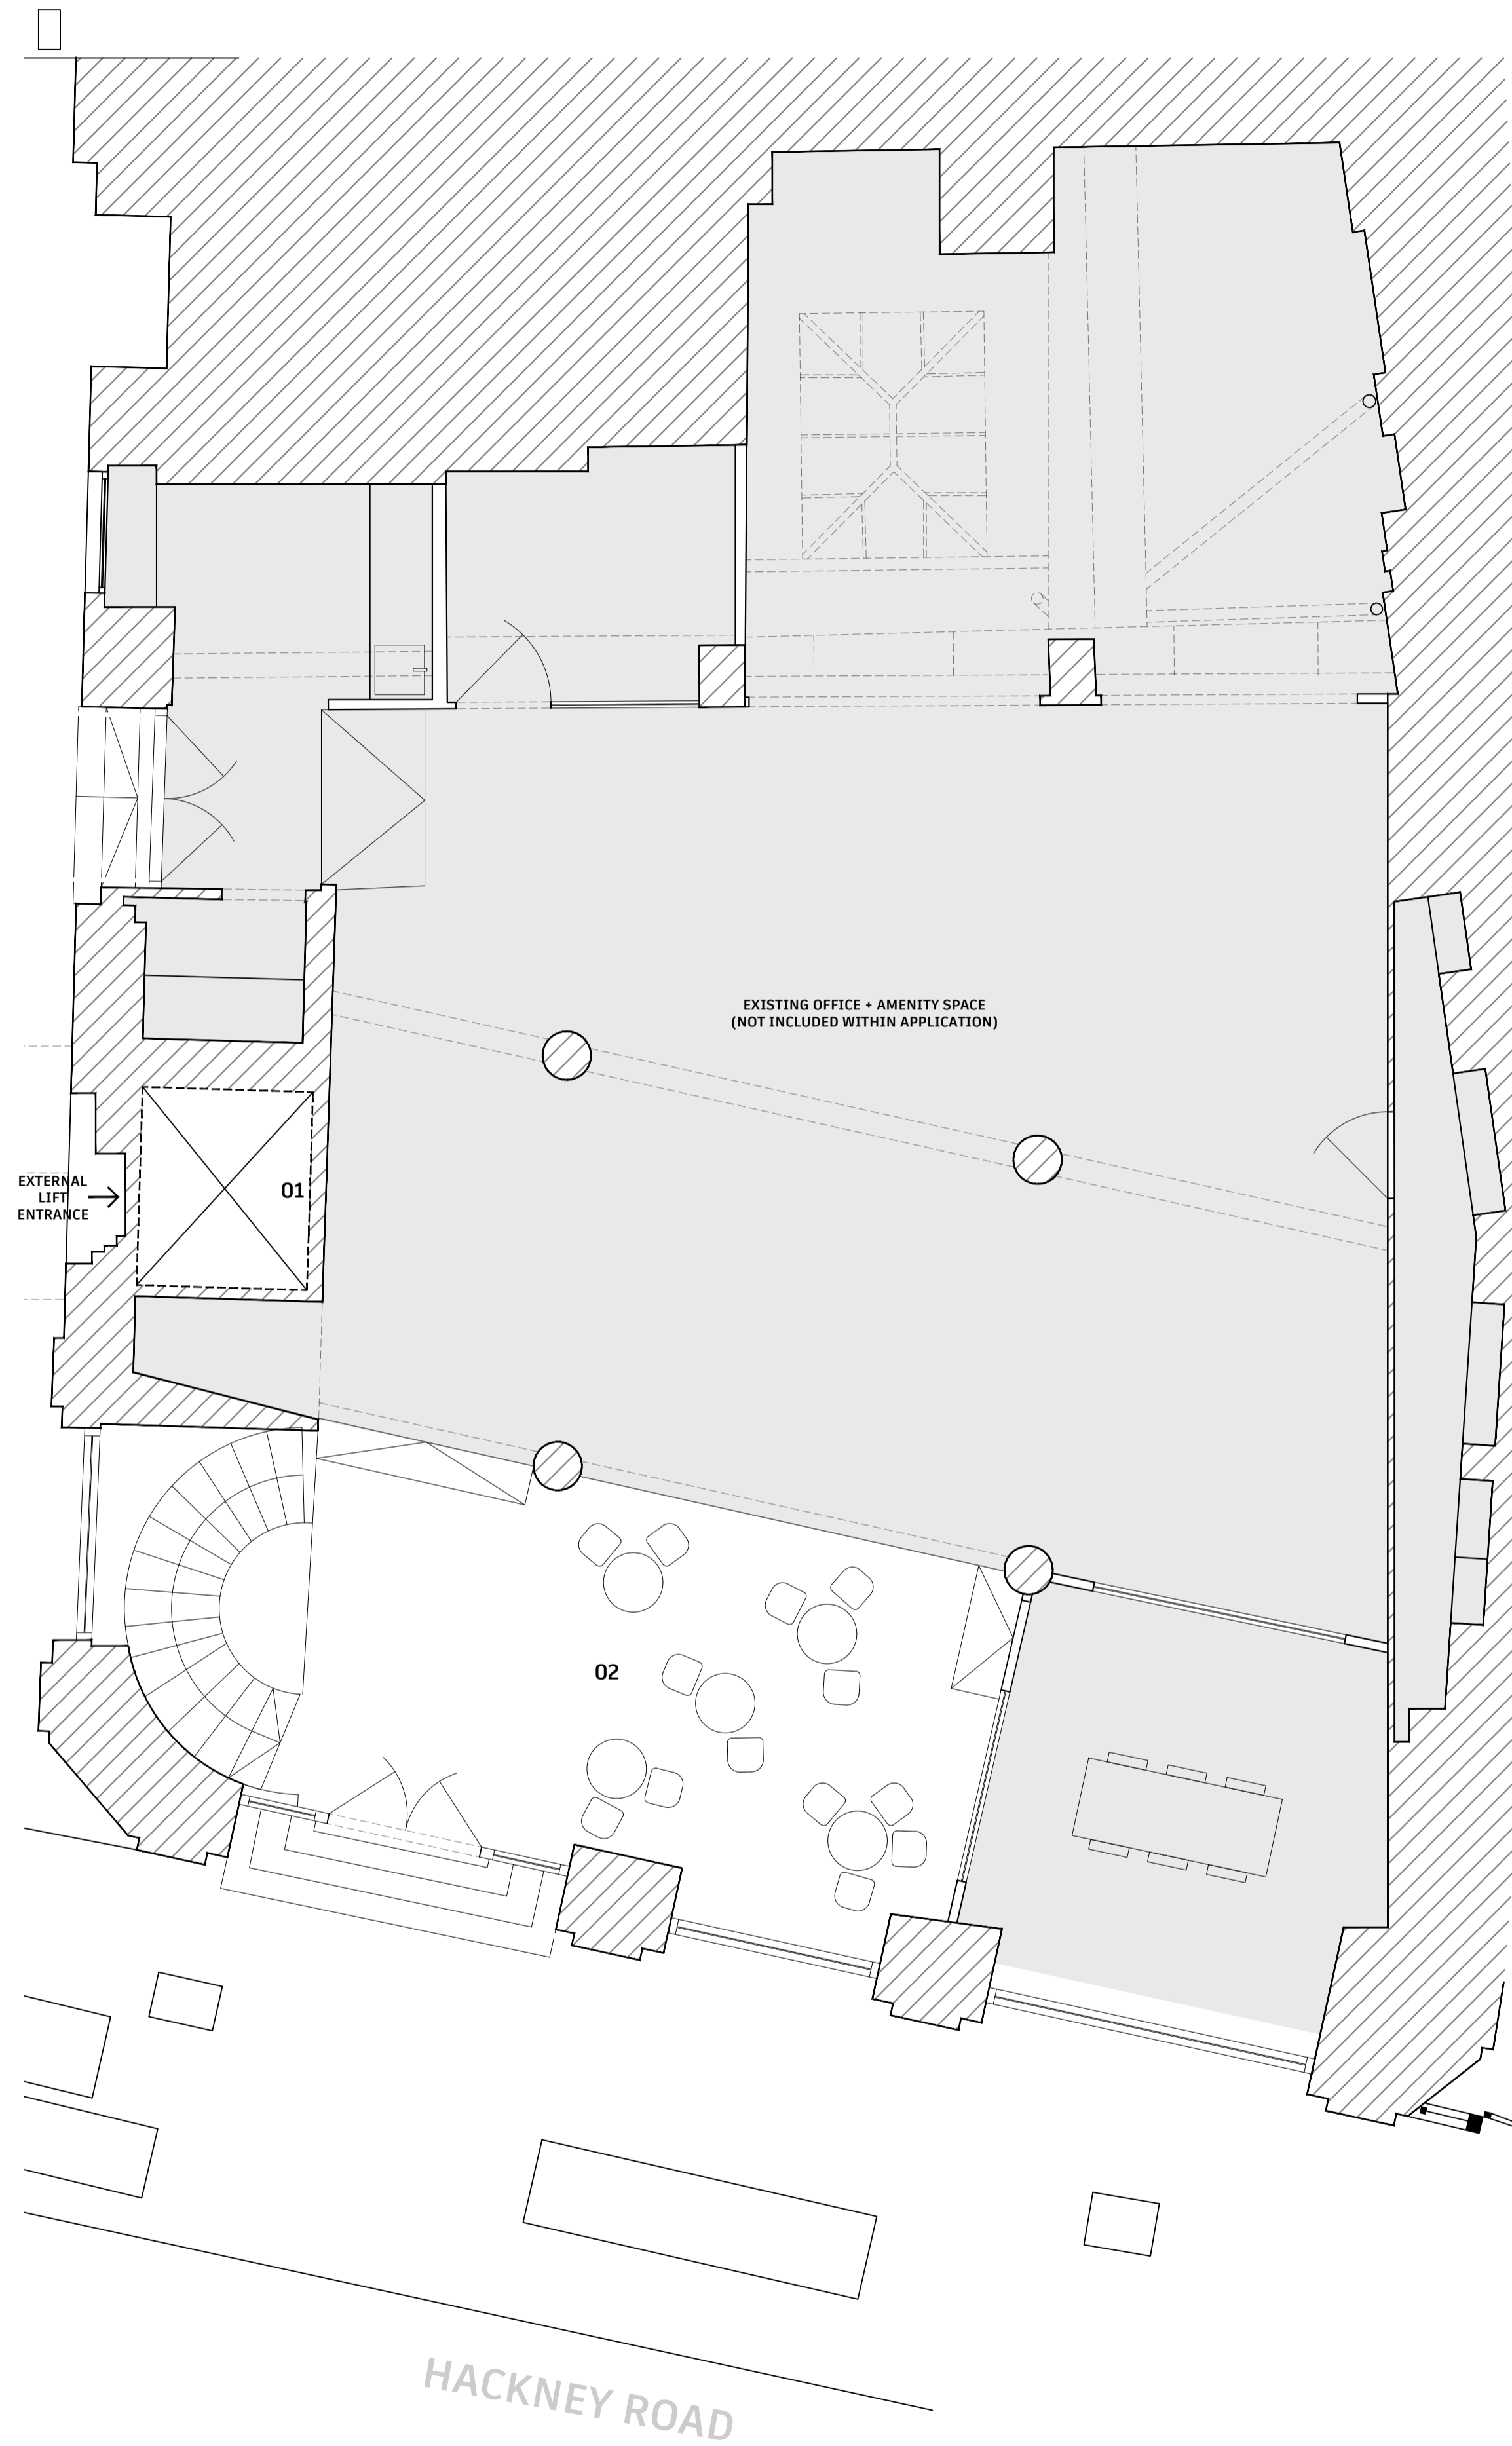 EXISTING OFFICE + AMENITY SPACE
(NOT INCLUDED WITHIN APPLICATION)
EXTERNAL
LIFT
ENTRANCE
01
02
HACKNEY ROAD